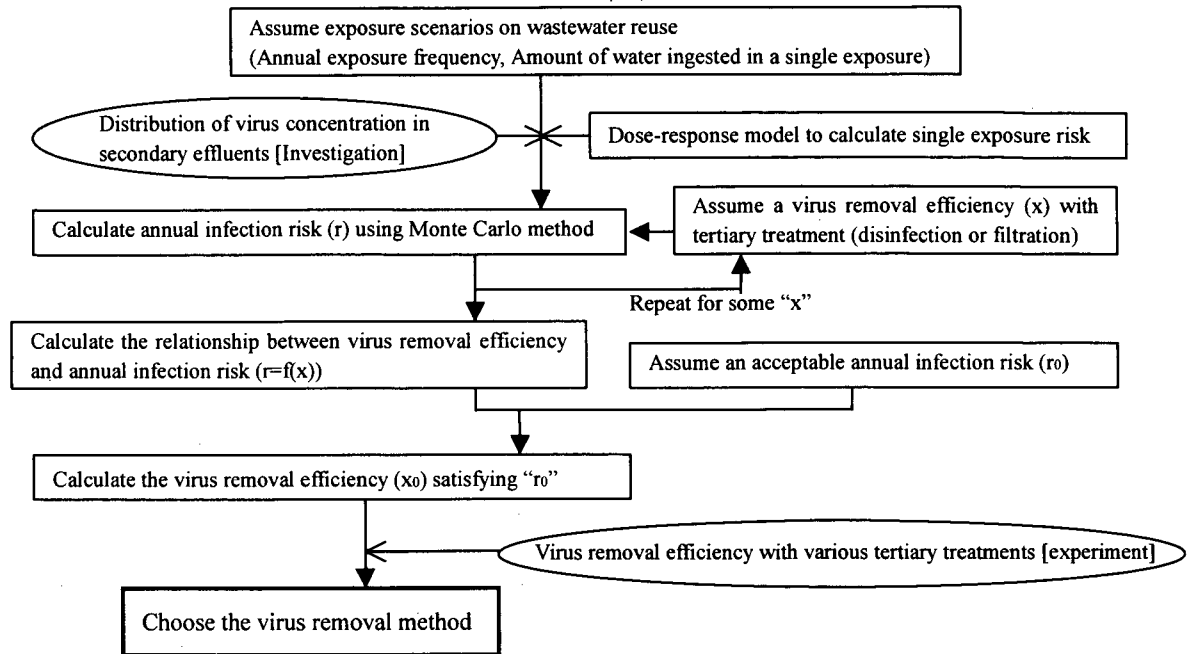 Assume exposure scenarios on wastewater reuse
(Annual exposure frequency, Amount of water ingested in a single exposure)
Distribution of virus concentration in
secondary effluents [Investigation]
Dose-response model to calculate single exposure risk
Calculate annual infection risk (r) using Monte Carlo method
Assume a virus removal efficiency (x) with
tertiary treatment (disinfection or filtration)
Repeat for some “x”
Calculate the relationship between virus removal efficiency
and annual infection risk (r=f(x))
Assume an acceptable annual infection risk (r0)
Calculate the virus removal efficiency (x0) satisfying “r0”
Virus removal efficiency with various tertiary treatments [experiment]
Choose the virus removal method